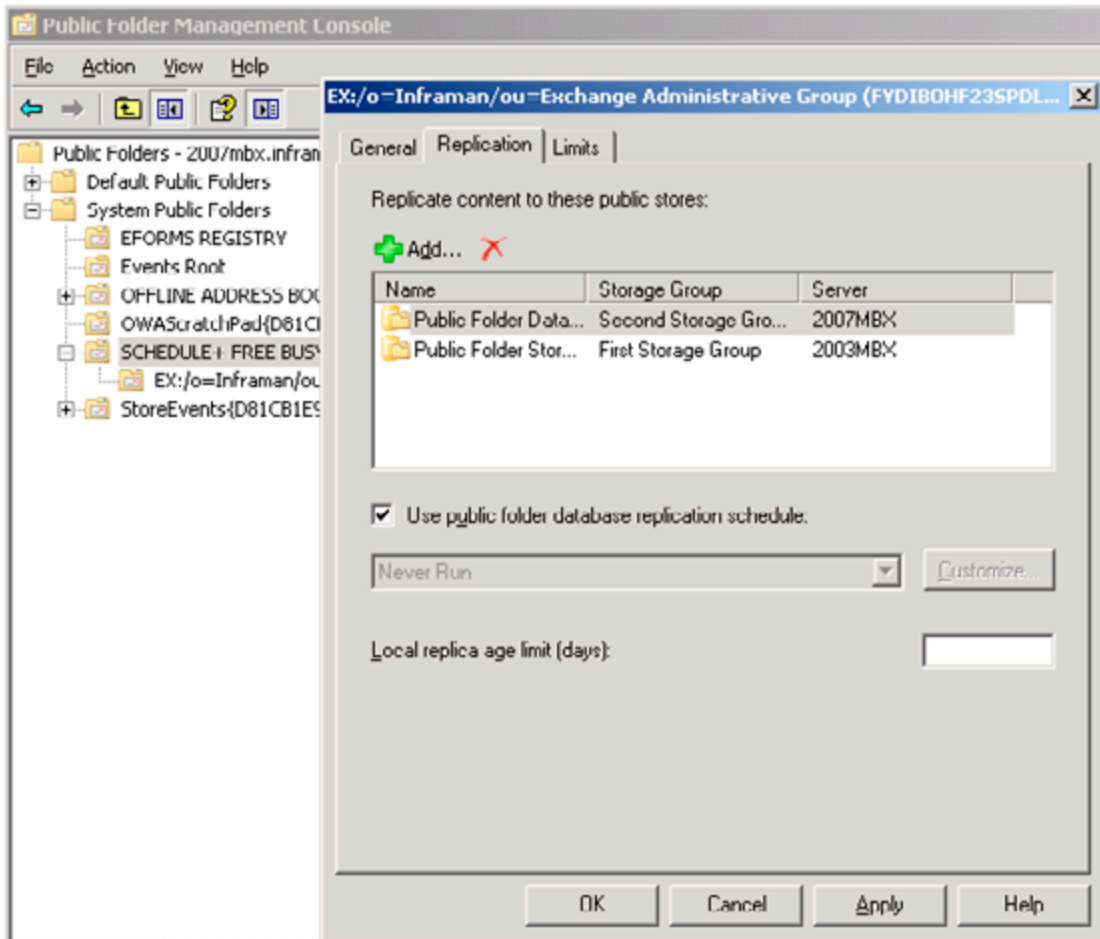 Public Folder Management Console
File Action View Help
EX:/o=Inframan/ou=Exchange Administrative Group (FYDIBOHF23SPDL...
General Replication Limits
Public Folders - 2007mbx.infran
Default Public Folders
System Public Folders
EFORMS REGISTRY
Events Root
OFFLINE ADDRESS BOO
OWAScratchPad{D81C
SCHEDULE+ FREE BUSY
EX:/o=Inframan/ou
StoreEvents{D81CB1E9
Replicate content to these public stores:
Add...
Name Storage Group Server
Public Folder Data... Second Storage Gro... 2007MBX
Public Folder Stor... First Storage Group 2003MBX
Use public folder database replication schedule:
Never Run Customize...
Local replica age limit (days):
OK Cancel Apply Help